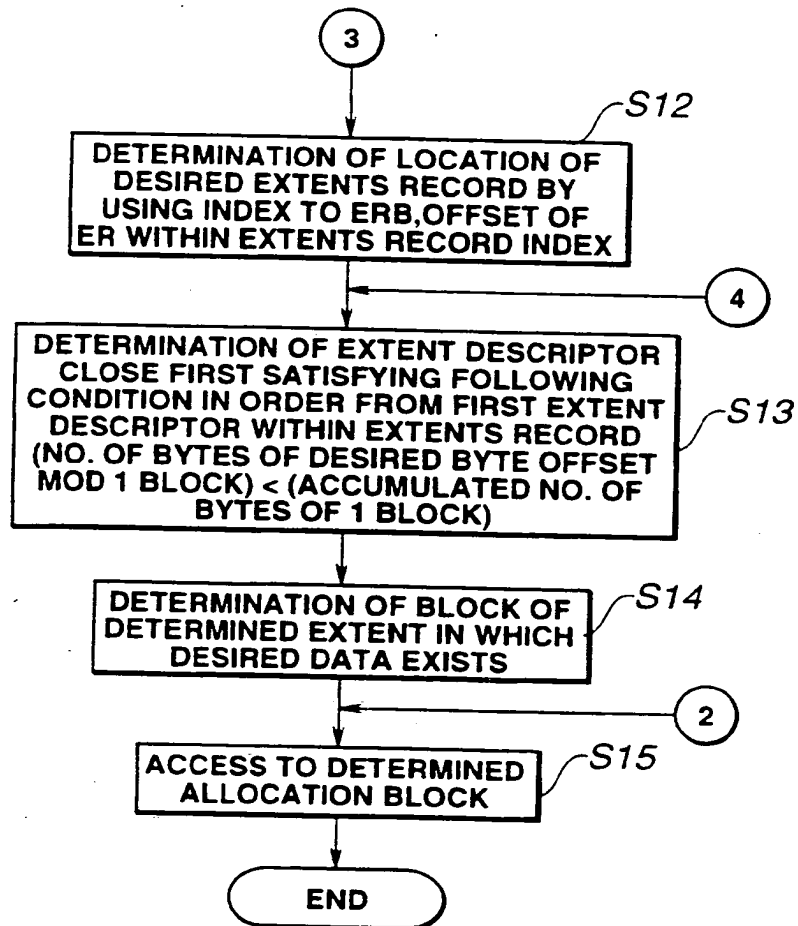 3
S12
DETERMINATION OF LOCATION OF
DESIRED EXTENTS RECORD BY
USING INDEX TO ERB,OFFSET OF
ER WITHIN EXTENTS RECORD INDEX
4
DETERMINATION OF EXTENT DESCRIPTOR
CLOSE FIRST SATISFYING FOLLOWING
CONDITION IN ORDER FROM FIRST EXTENT
DESCRIPTOR WITHIN EXTENTS RECORD
(NO. OF BYTES OF DESIRED BYTE OFFSET
MOD 1 BLOCK) < (ACCUMULATED NO. OF
BYTES OF 1 BLOCK)
S13
DETERMINATION OF BLOCK OF
DETERMINED EXTENT IN WHICH
DESIRED DATA EXISTS
S14
2
ACCESS TO DETERMINED
ALLOCATION BLOCK
S15
END